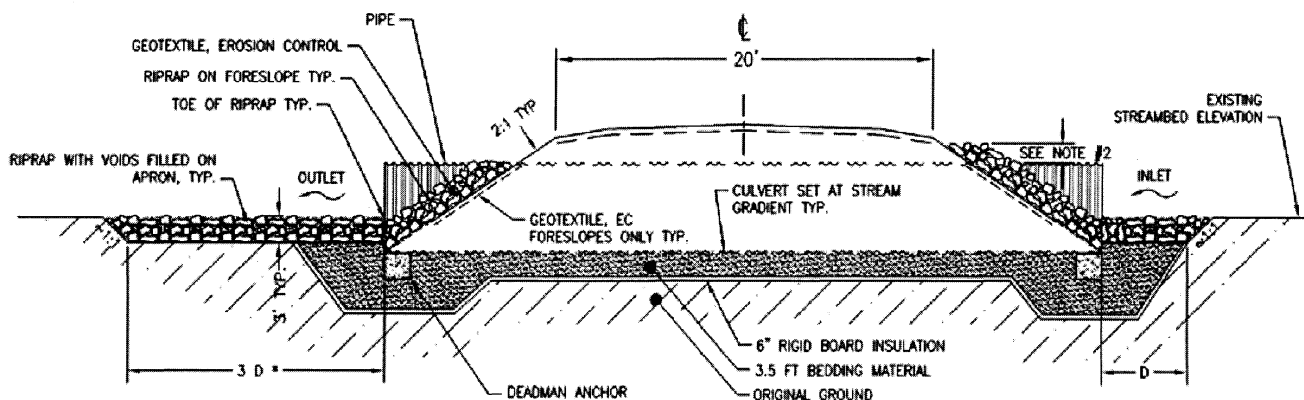 PIPE
GEOTEXTILE, EROSION CONTROL
RIPRAP ON FORESLOPE TYP.
TOE OF RIPRAP TYP.
2:1 TYP
℄
20'
EXISTING
STREAMBED ELEVATION
RIPRAP WITH VOIDS FILLED ON
APRON, TYP.
OUTLET
SEE NOTE #2
INLET
CULVERT SET AT STREAM
GRADIENT TYP.
GEOTEXTILE, EC
FORESLOPES ONLY TYP.
3' TYP.
3 D *
6" RIGID BOARD INSULATION
3.5 FT BEDDING MATERIAL
DEADMAN ANCHOR
ORIGINAL GROUND
D